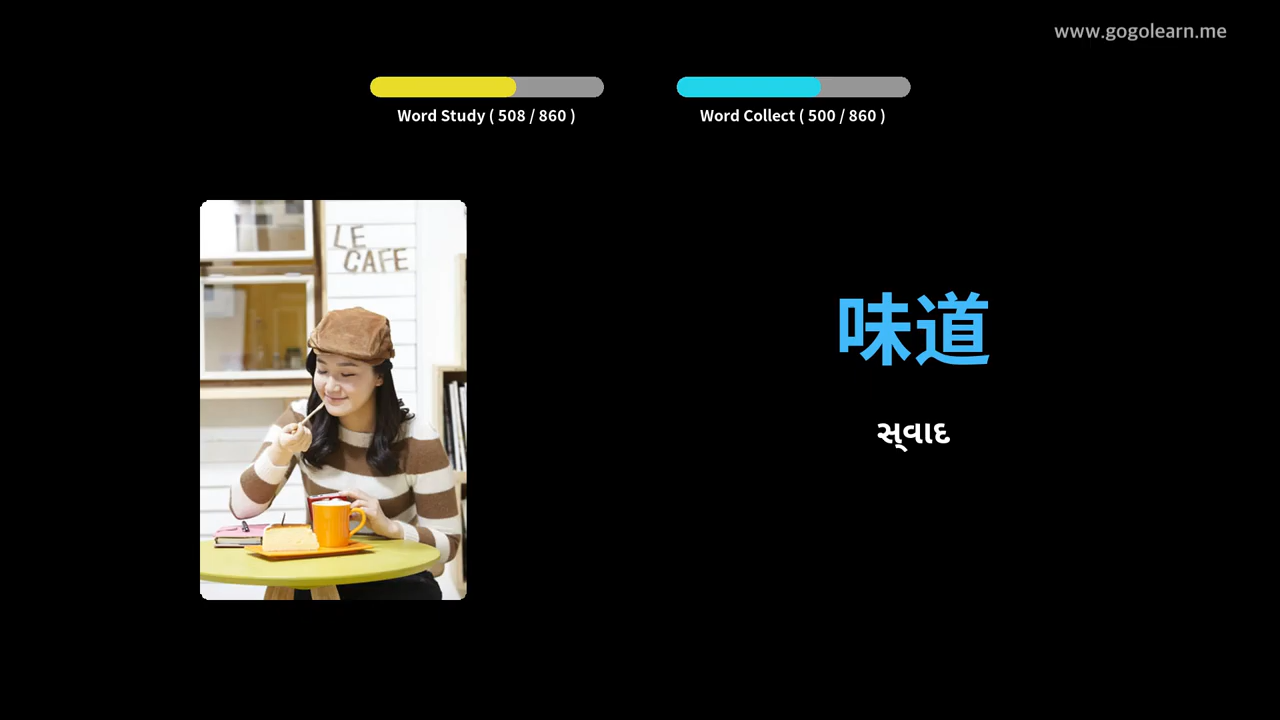 www.gogolearn.me
Word Study ( 508 / 860 )
Word Collect ( 500 / 860 )
LE
CAFE
味道
સ્વાદ